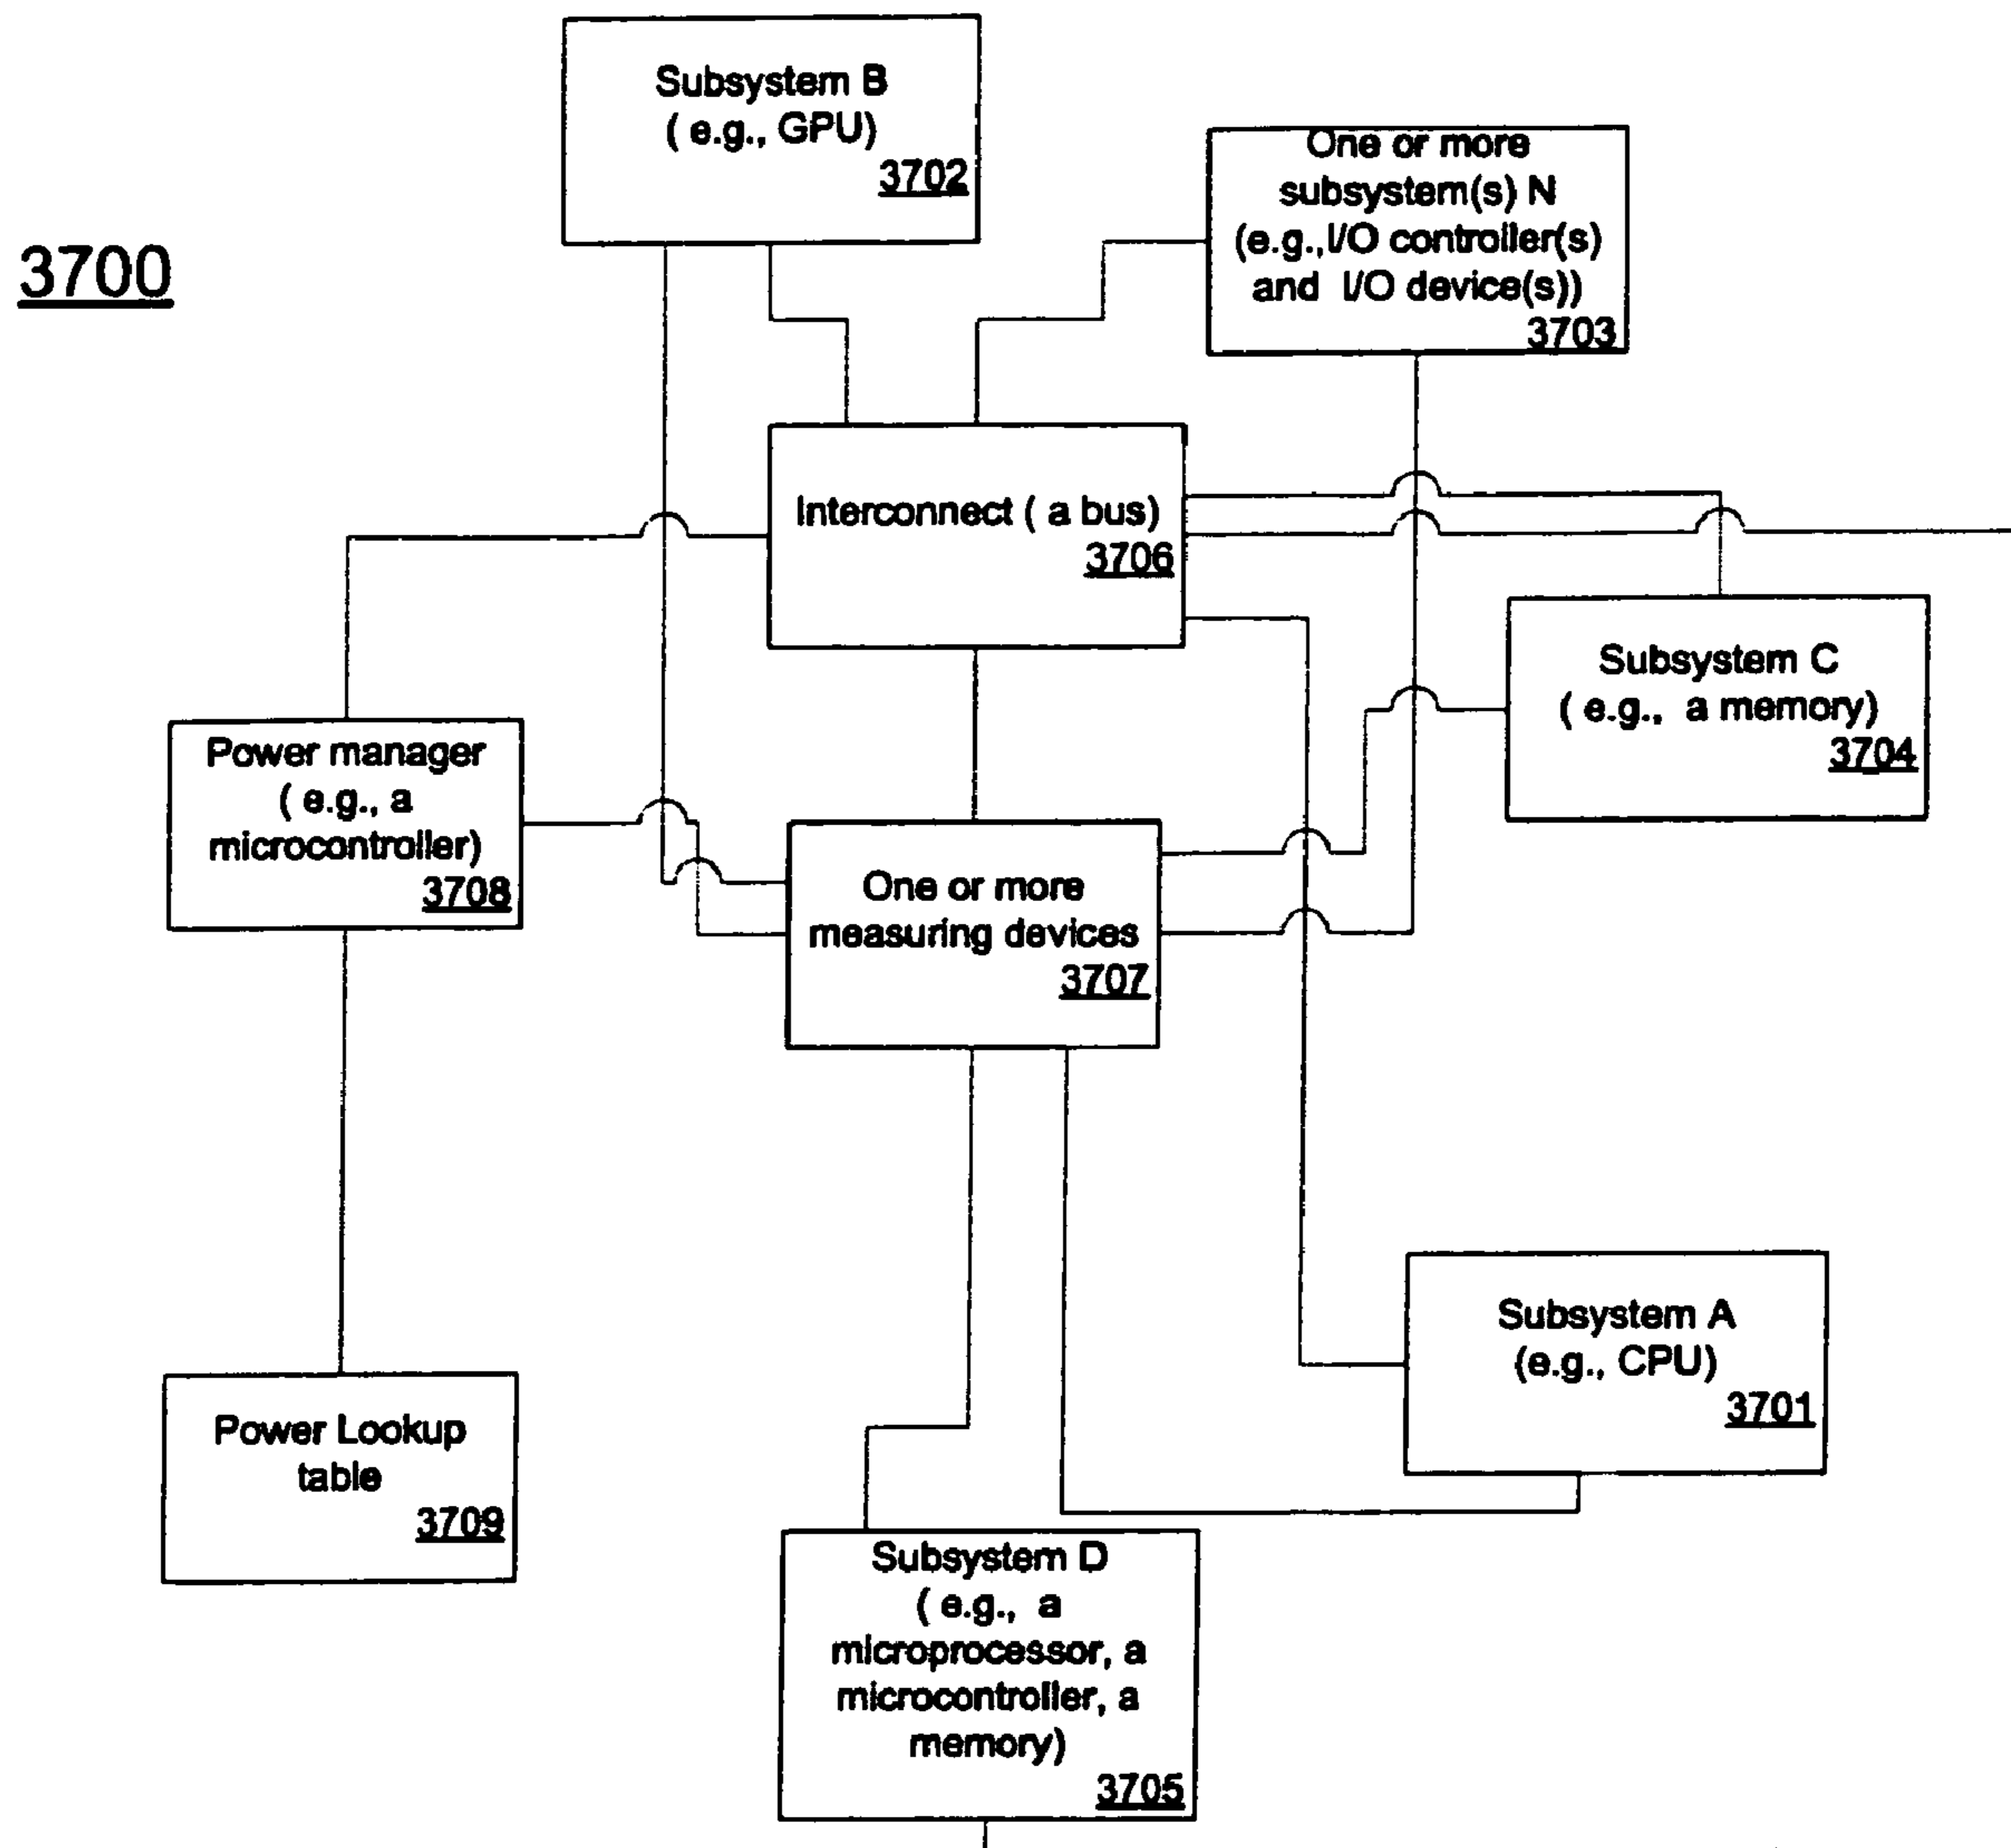 Subsystem B
( e.g., GPU)
3702
One or more
subsystem(s) N
(e.g.,I/O controller(s)
and I/O device(s))
3703
3700
Interconnect ( a bus)
3706
Subsystem C
( e.g., a memory)
3704
Power manager
( e.g., a
microcontroller)
3708
One or more
measuring devices
3707
Subsystem A
(e.g., CPU)
3701
Power Lookup
table
3709
Subsystem D
( e.g., a
microprocessor, a
microcontroller, a
memory)
3705